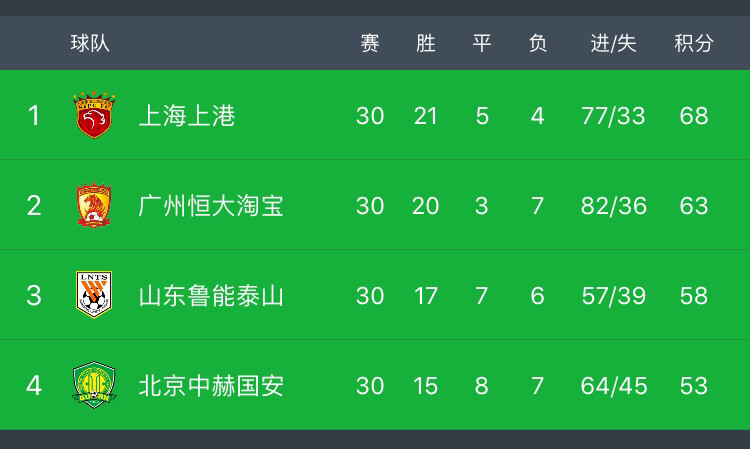 球队 赛 胜 平 负 进/失 积分
1 上海上港 30 21 5 4 77/33 68
2 广州恒大淘宝 30 20 3 7 82/36 63
LNTS
3 山东鲁能泰山 30 17 7 6 57/39 58
4 北京中赫国安 30 15 8 7 64/45 53